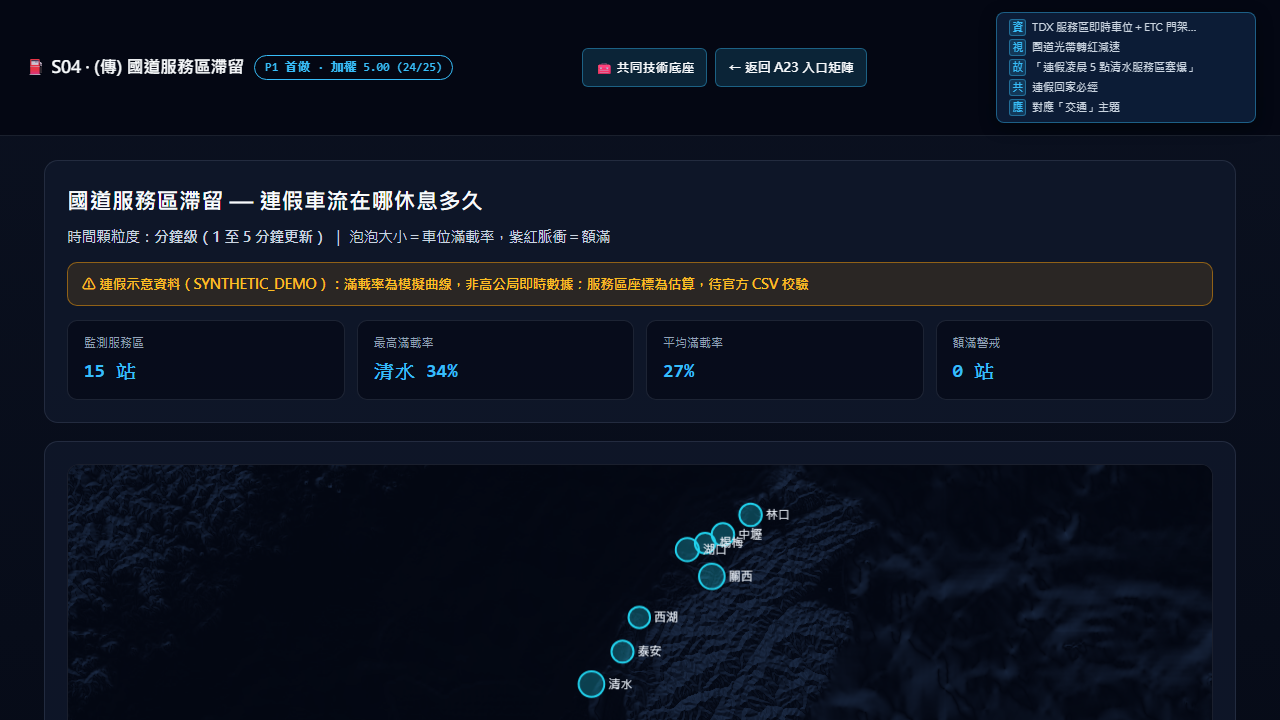 S04 · (傳) 國道服務區滯留
P1 首做 · 加權 5.00 (24/25)
共同技術底座
← 返回 A23 入口矩陣
資 TDX 服務區即時車位 + ETC 門架...
視 國道光帶轉紅減速
故 「連假凌晨 5 點清水服務區塞爆」
共 連假回家必經
應 對應「交通」主題
國道服務區滯留 — 連假車流在哪休息多久
時間顆粒度：分鐘級（1 至 5 分鐘更新）｜ 泡泡大小＝車位滿載率，紫紅脈衝＝額滿
⚠ 連假示意資料（SYNTHETIC_DEMO）：滿載率為模擬曲線，非高公局即時數據；服務區座標為估算，待官方 CSV 校驗
監測服務區
15 站
最高滿載率
清水 34%
平均滿載率
27%
額滿警戒
0 站
林口
中壢
楊梅
湖口
關西
西湖
泰安
清水